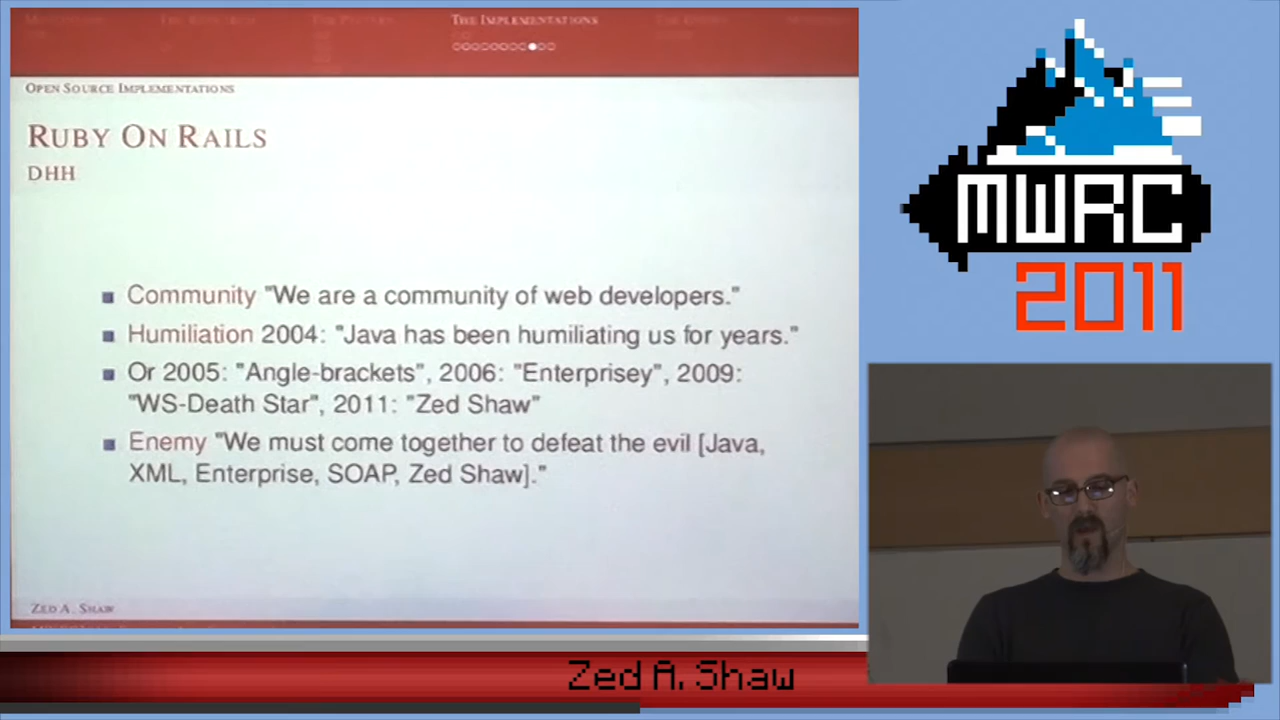 THE IMPLEMENTATIONS
OPEN SOURCE IMPLEMENTATIONS
RUBY ON RAILS
DHH
Community "We are a community of web developers."
Humiliation 2004: "Java has been humiliating us for years."
Or 2005: "Angle-brackets", 2006: "Enterprisey", 2009:
"WS-Death Star", 2011: "Zed Shaw"
Enemy "We must come together to defeat the evil [Java,
XML, Enterprise, SOAP, Zed Shaw]."
ZED A. SHAW
MWRC
2011
Zed A. Shaw